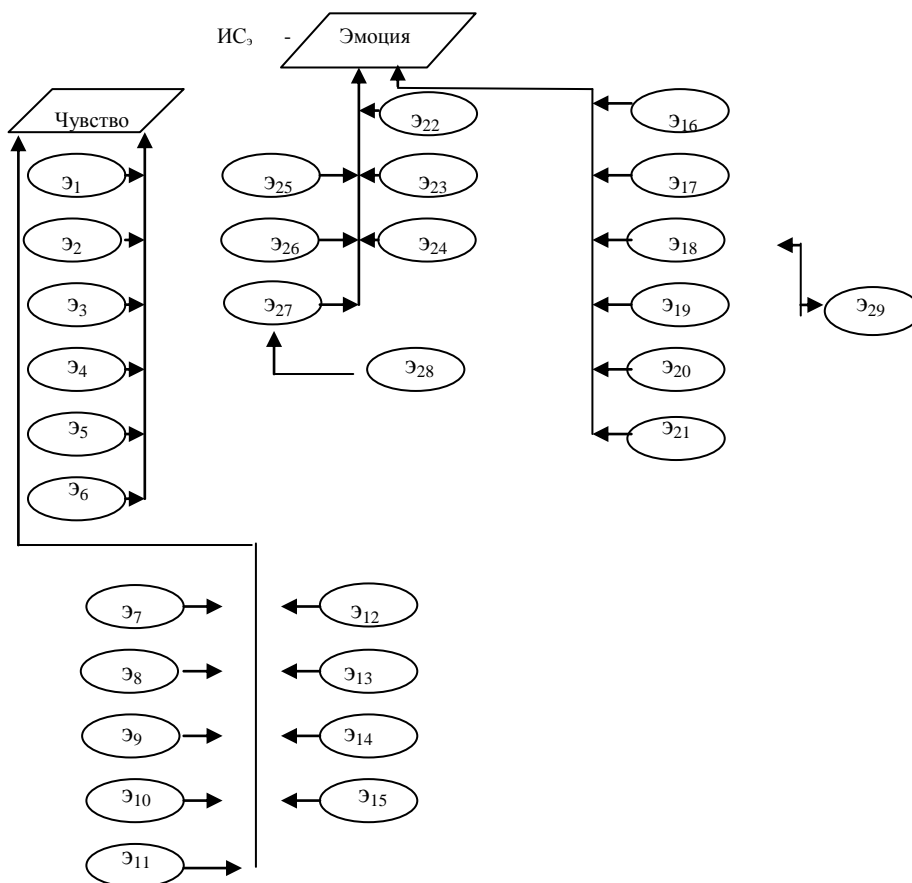 ИСэ - Эмоция
Чувство
Э22
Э16
Э1
Э25
Э23
Э17
Э2
Э26
Э24
Э18
Э3
Э27
Э19
Э29
Э4
Э28
Э20
Э5
Э21
Э6
Э7
Э12
Э8
Э13
Э9
Э14
Э10
Э15
Э11